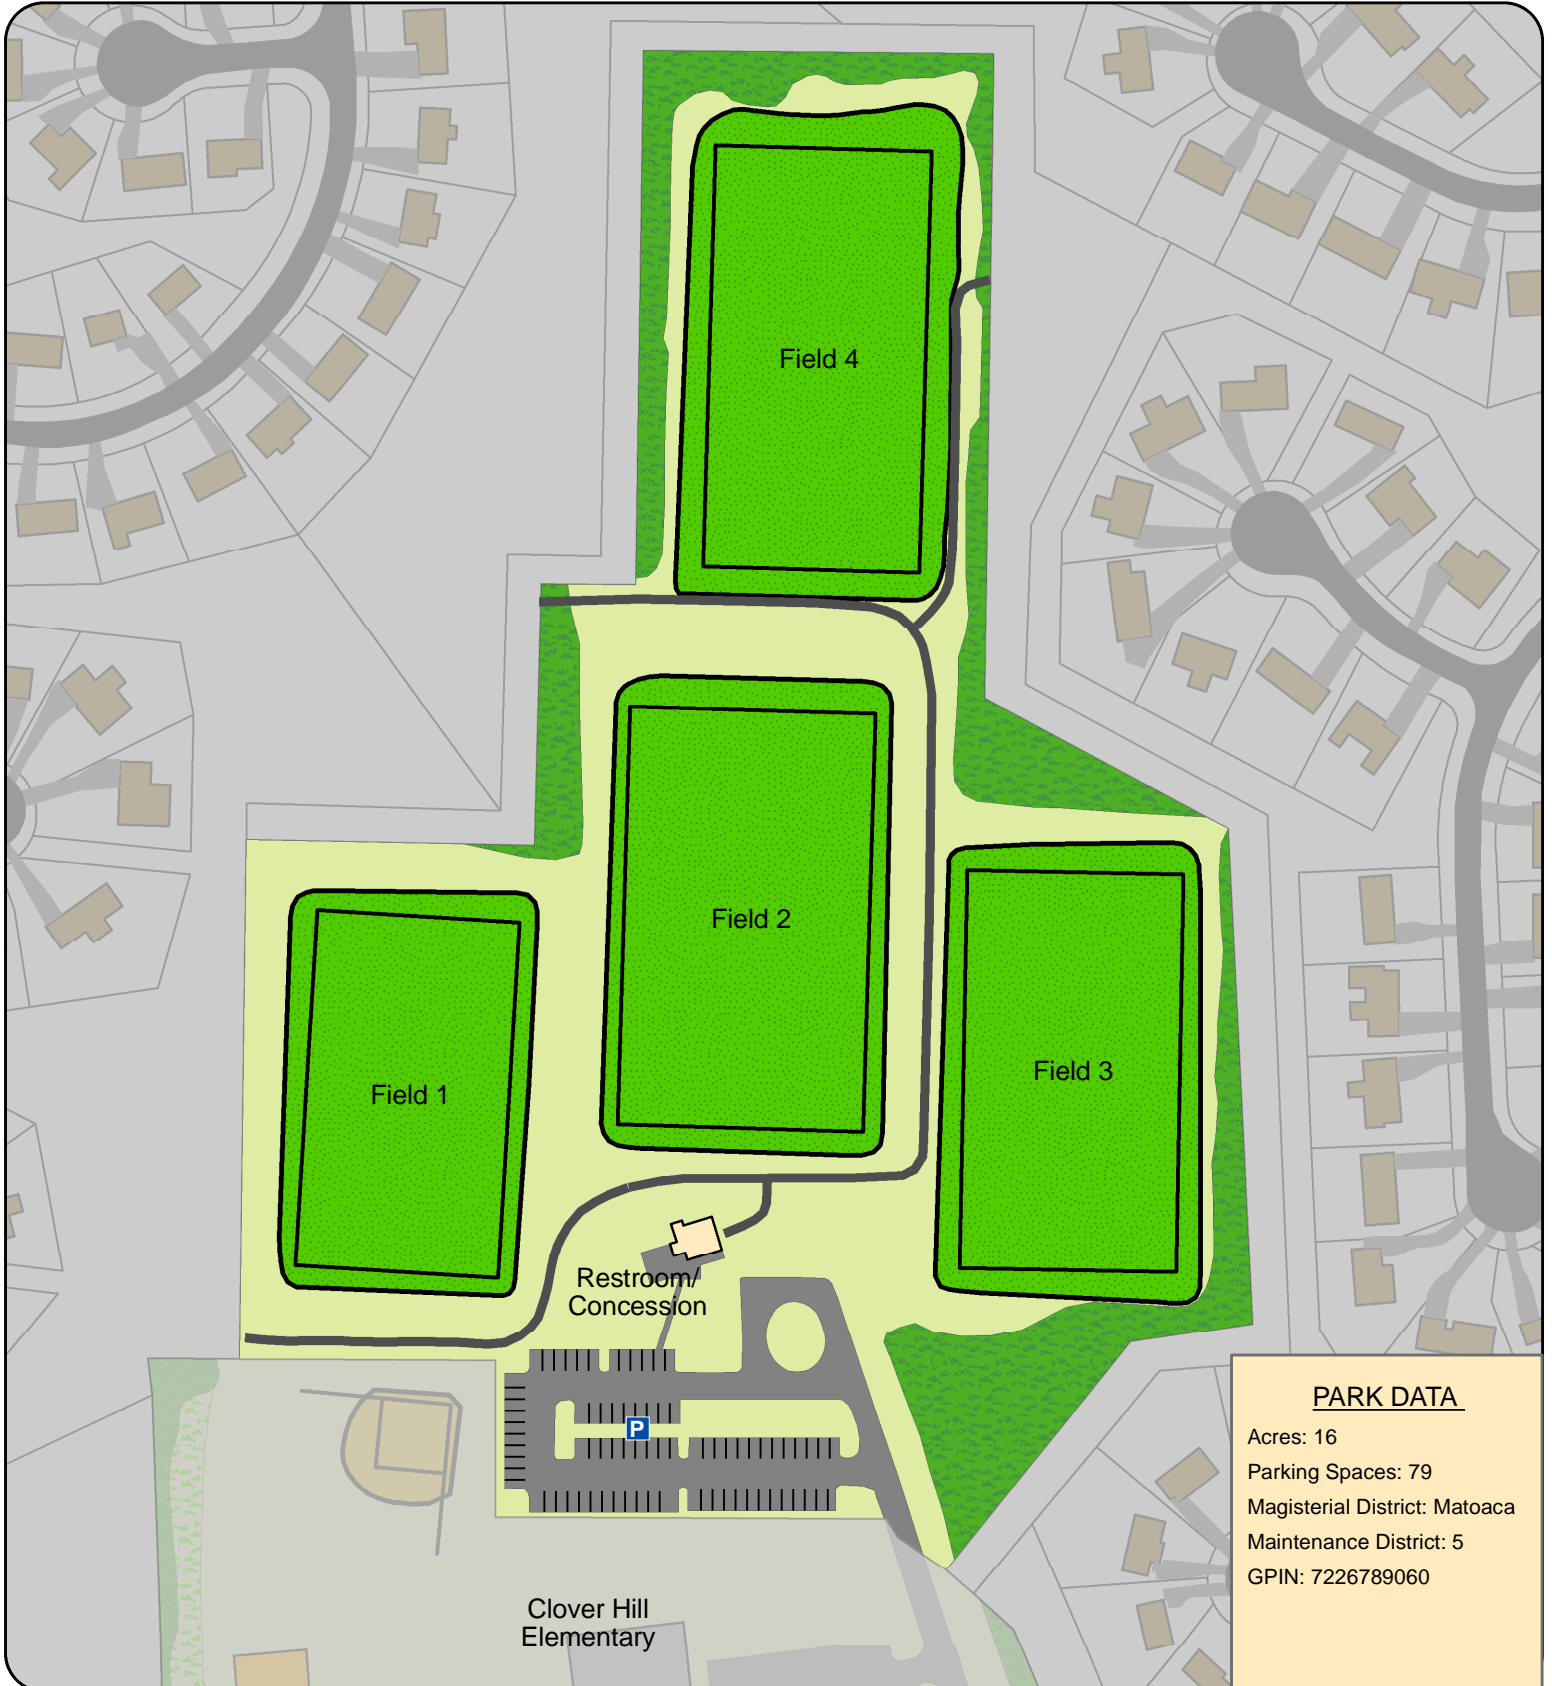 Field 4
Field 2
Field 3
Field 1
Restroom/
Concession
P
Clover Hill
Elementary
PARK DATA
Acres: 16
Parking Spaces: 79
Magisterial District: Matoaca
Maintenance District: 5
GPIN: 7226789060